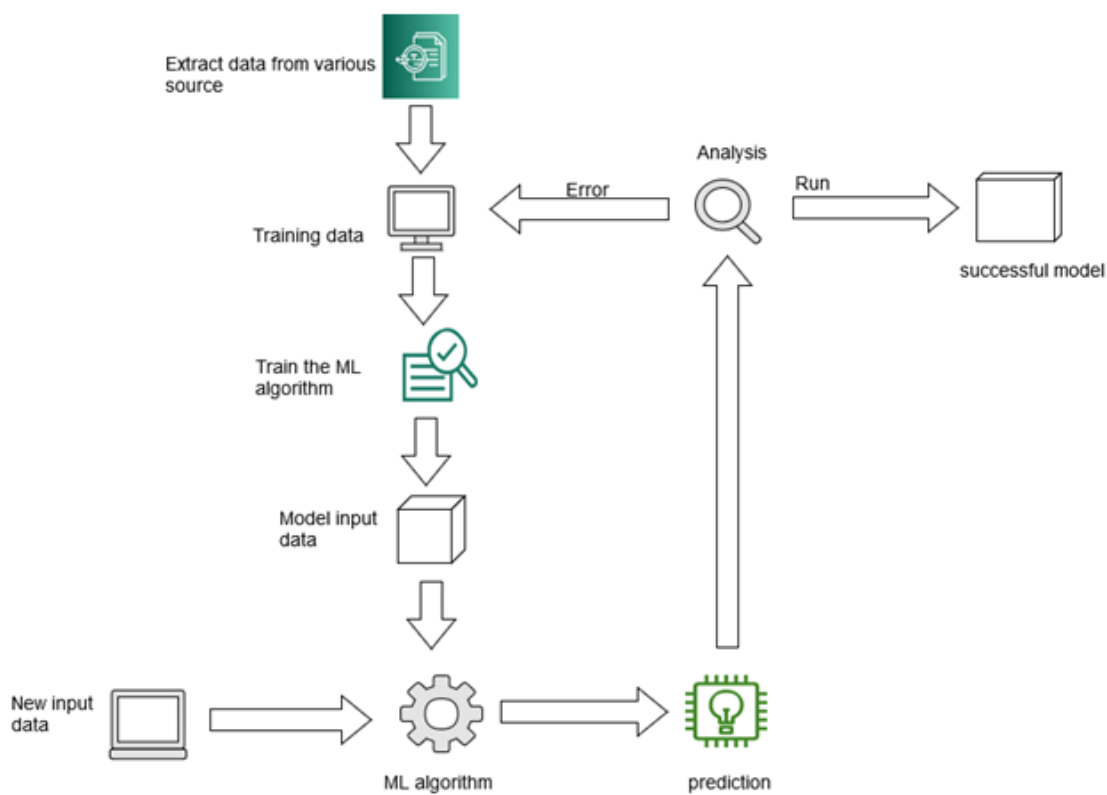 Extract data from various
source
Analysis
Error
Run
Training data
successful model
Train the ML
algorithm
Model input
data
New input
data
ML algorithm
prediction